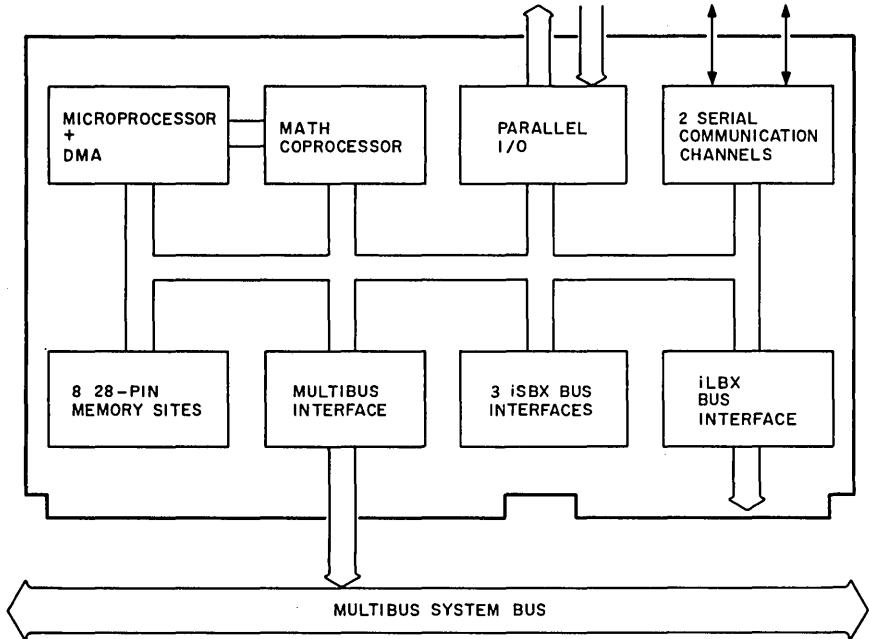 MICROPROCESSOR
+
DMA
MATH
COPROCESSOR
PARALLEL
I/O
2 SERIAL
COMMUNICATION
CHANNELS
8 28-PIN
MEMORY SITES
MULTIBUS
INTERFACE
3 iSBX BUS
INTERFACES
iLBX
BUS
INTERFACE
MULTIBUS SYSTEM BUS